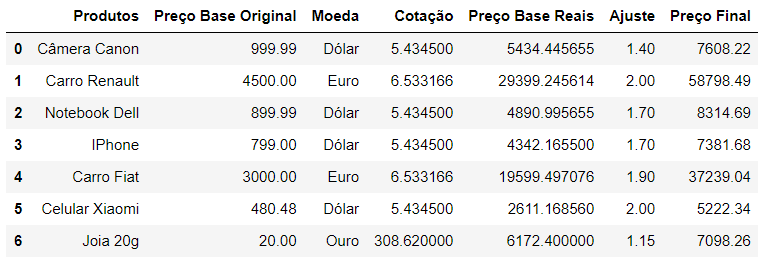 Produtos Preço Base Original Moeda Cotação Preço Base Reais Ajuste Preço Final
0 Câmera Canon 999.99 Dólar 5.434500 5434.445655 1.40 7608.22
1 Carro Renault 4500.00 Euro 6.533166 29399.245614 2.00 58798.49
2 Notebook Dell 899.99 Dólar 5.434500 4890.995655 1.70 8314.69
3 IPhone 799.00 Dólar 5.434500 4342.165500 1.70 7381.68
4 Carro Fiat 3000.00 Euro 6.533166 19599.497076 1.90 37239.04
5 Celular Xiaomi 480.48 Dólar 5.434500 2611.168560 2.00 5222.34
6 Joia 20g 20.00 Ouro 308.620000 6172.400000 1.15 7098.26